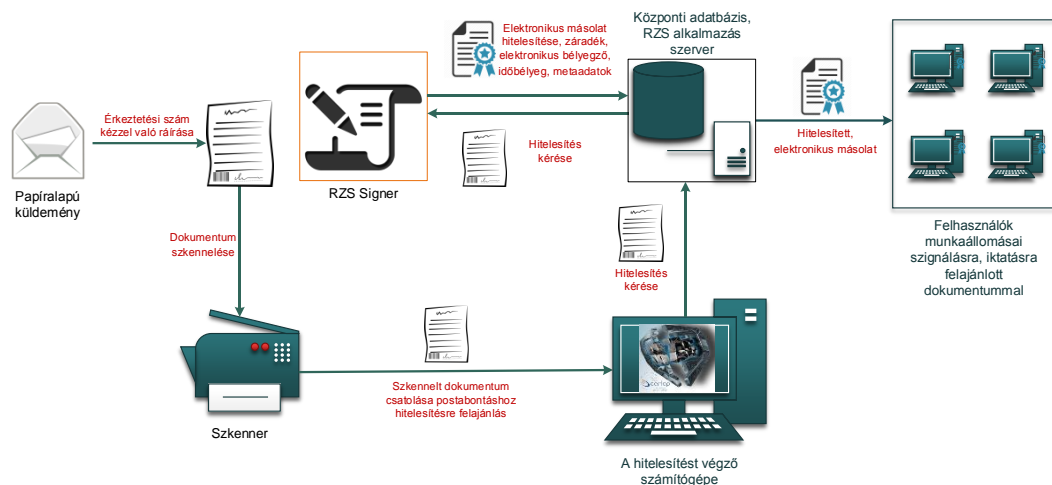 Papíralapú
küldemény
Érkeztetési szám
kézzel való ráírása
Dokumentum
szkennelése
Szkenner
Szkennelt dokumentum
csatolása postabontáshoz
hitelesítésre felajánlás
A hitelesítést végző
számítógépe
Hitelesítés
kérése
RZS Signer
Elektronikus másolat
hitelesítése, záradék,
elektronikus bélyegző,
időbélyeg, metaadatok
Hitelesítés
kérése
Központi adatbázis,
RZS alkalmazás
szerver
Hitelesített,
elektronikus másolat
Felhasználók
munkaállomásai
szignálásra, iktatásra
felajánlott
dokumentummal